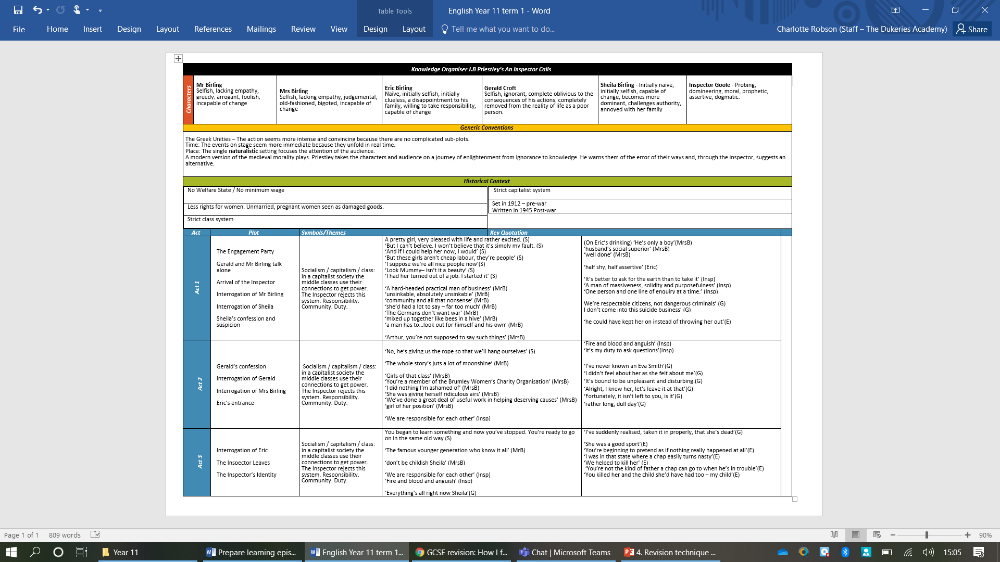 Table Tools
English Year 11 term 1 - Word
File
Home
Insert
Design
Layout
References
Mailings
Review
View
Design
Layout
Tell me what you want to do...
Charlotte Robson (Staff – The Dukeries Academy)
Share
Knowledge Organiser J.B Priestley's An Inspector Calls
Characters
Mr Birling
Selfish, lacking empathy,
greedy, arrogant, foolish,
incapable of change
Mrs Birling
Selfish, lacking empathy, judgemental,
old-fashioned, bigoted, incapable of
change
Eric Birling
Naïve, initially selfish, initially
clueless, a disappointment to his
family, willing to take responsibility,
capable of change
Gerald Croft
Selfish, ignorant, complete oblivious to the
consequences of his actions, completely
removed from the reality of life as a poor
person.
Sheila Birling - Initially naïve,
initially selfish, capable of
change, becomes more
dominant, challenges authority,
annoyed with her family
Inspector Goole - Probing,
domineering, moral, prophetic,
assertive, dogmatic.
Generic Conventions
The Greek Unities – The action seems more intense and convincing because there are no complicated sub-plots.
Time: The events on stage seem more immediate because they unfold in real time.
Place: The single naturalistic setting focuses the attention of the audience.
A modern version of the medieval morality plays. Priestley takes the characters and audience on a journey of enlightenment from ignorance to knowledge. He warns them of the error of their ways and, through the inspector, suggests an
alternative.
Historical Context
No Welfare State / No minimum wage
Less rights for women. Unmarried, pregnant women seen as damaged goods.
Strict class system
Strict capitalist system
Set in 1912 – pre-war
Written in 1945 Post-war
Act
Plot
Symbols/Themes
Key Quotation
Act 1
The Engagement Party
Gerald and Mr Birling talk
alone
Arrival of the Inspector
Interrogation of Mr Birling
Interrogation of Sheila
Sheila's confession and
suspicion
Socialism / capitalism / class:
in a capitalist society the
middle classes use their
connections to get power.
The Inspector rejects this
system. Responsibility.
Community. Duty.
A pretty girl, very pleased with life and rather excited. (S)
'But I can't believe, I won't believe that it's simply my fault. (S)
'And if I could help her now, I would' (S)
'But these girls aren't cheap labour, they're people' (S)
'I suppose we're all nice people now'(S)
'Look Mummy– isn't it a beauty' (S)
'I had her turned out of a job. I started it' (S)
'A hard-headed practical man of business' (MrB)
'unsinkable, absolutely unsinkable' (MrB)
'community and all that nonsense' (MrB)
'she'd had a lot to say – far too much' (MrB)
'The Germans don't want war' (MrB)
'mixed up together like bees in a hive' (MrB)
'a man has to...look out for himself and his own' (MrB)
'Arthur, you're not supposed to say such things' (MrsB)
(On Eric's drinking) 'He's only a boy'(MrsB)
'husband's social superior' (MrsB)
'well done' (MrsB)
'half shy, half assertive' (Eric)
'It's better to ask for the earth than to take it' (Insp)
'A man of massiveness, solidity and purposefulness' (Insp)
'One person and one line of enquiry at a time.' (Insp)
We're respectable citizens, not dangerous criminals' (G)
I don't come into this suicide business' (G)
'he could have kept her on instead of throwing her out'(E)
Act 2
Gerald's confession
Interrogation of Gerald
Interrogation of Mrs Birling
Eric's entrance
Socialism / capitalism / class:
in a capitalist society the
middle classes use their
connections to get power.
The Inspector rejects this
system. Responsibility.
Community. Duty.
'No, he's giving us the rope so that we'll hang ourselves' (S)
'The whole story's juts a lot of moonshine' (MrB)
'Girls of that class' (MrsB)
'You're a member of the Brumley Women's Charity Organisation' (MrsB)
'I did nothing I'm ashamed of' (MrsB)
'She was giving herself ridiculous airs' (MrsB)
'We've done a great deal of useful work in helping deserving causes' (MrsB)
'girl of her position' (MrsB)
'We are responsible for each other' (Insp)
'Fire and blood and anguish' (Insp)
'It's my duty to ask questions'(Insp)
'I've never known an Eva Smith'(G)
'I didn't feel about her as she felt about me'(G)
'It's bound to be unpleasant and disturbing.(G)
'Alright, I knew her, let's leave it at that'(G)
'Fortunately, it isn't left to you, is it'(G)
'rather long, dull day'(G)
Act 3
Interrogation of Eric
The Inspector Leaves
The Inspector's Identity
Socialism / capitalism / class:
in a capitalist society the
middle classes use their
connections to get power.
The Inspector rejects this
system. Responsibility.
Community. Duty.
You began to learn something and now you've stopped. You're ready to go
on in the same old way (S)
'The famous younger generation who know it all' (MrB)
'don't be childish Sheila' (MrsB)
'We are responsible for each other' (Insp)
'Fire and blood and anguish' (Insp)
'Everything's all right now Sheila'(G)
'I've suddenly realised, taken it in properly, that she's dead'(G)
'She was a good sport'(E)
'You're beginning to pretend as if nothing really happened at all'(E)
'I was in that state where a chap easily turns nasty'(E)
'We helped to kill her' (E)
'You're not the kind of father a chap can go to when he's in trouble'(E)
'You killed her and the child she'd have had too – my child'(E)
Page 1 of 1
809 words
90%
Year 11
Prepare learning epis...
English Year 11 term 1...
GCSE revision: How I f...
Chat | Microsoft Teams
4. Revision technique ...
15:05